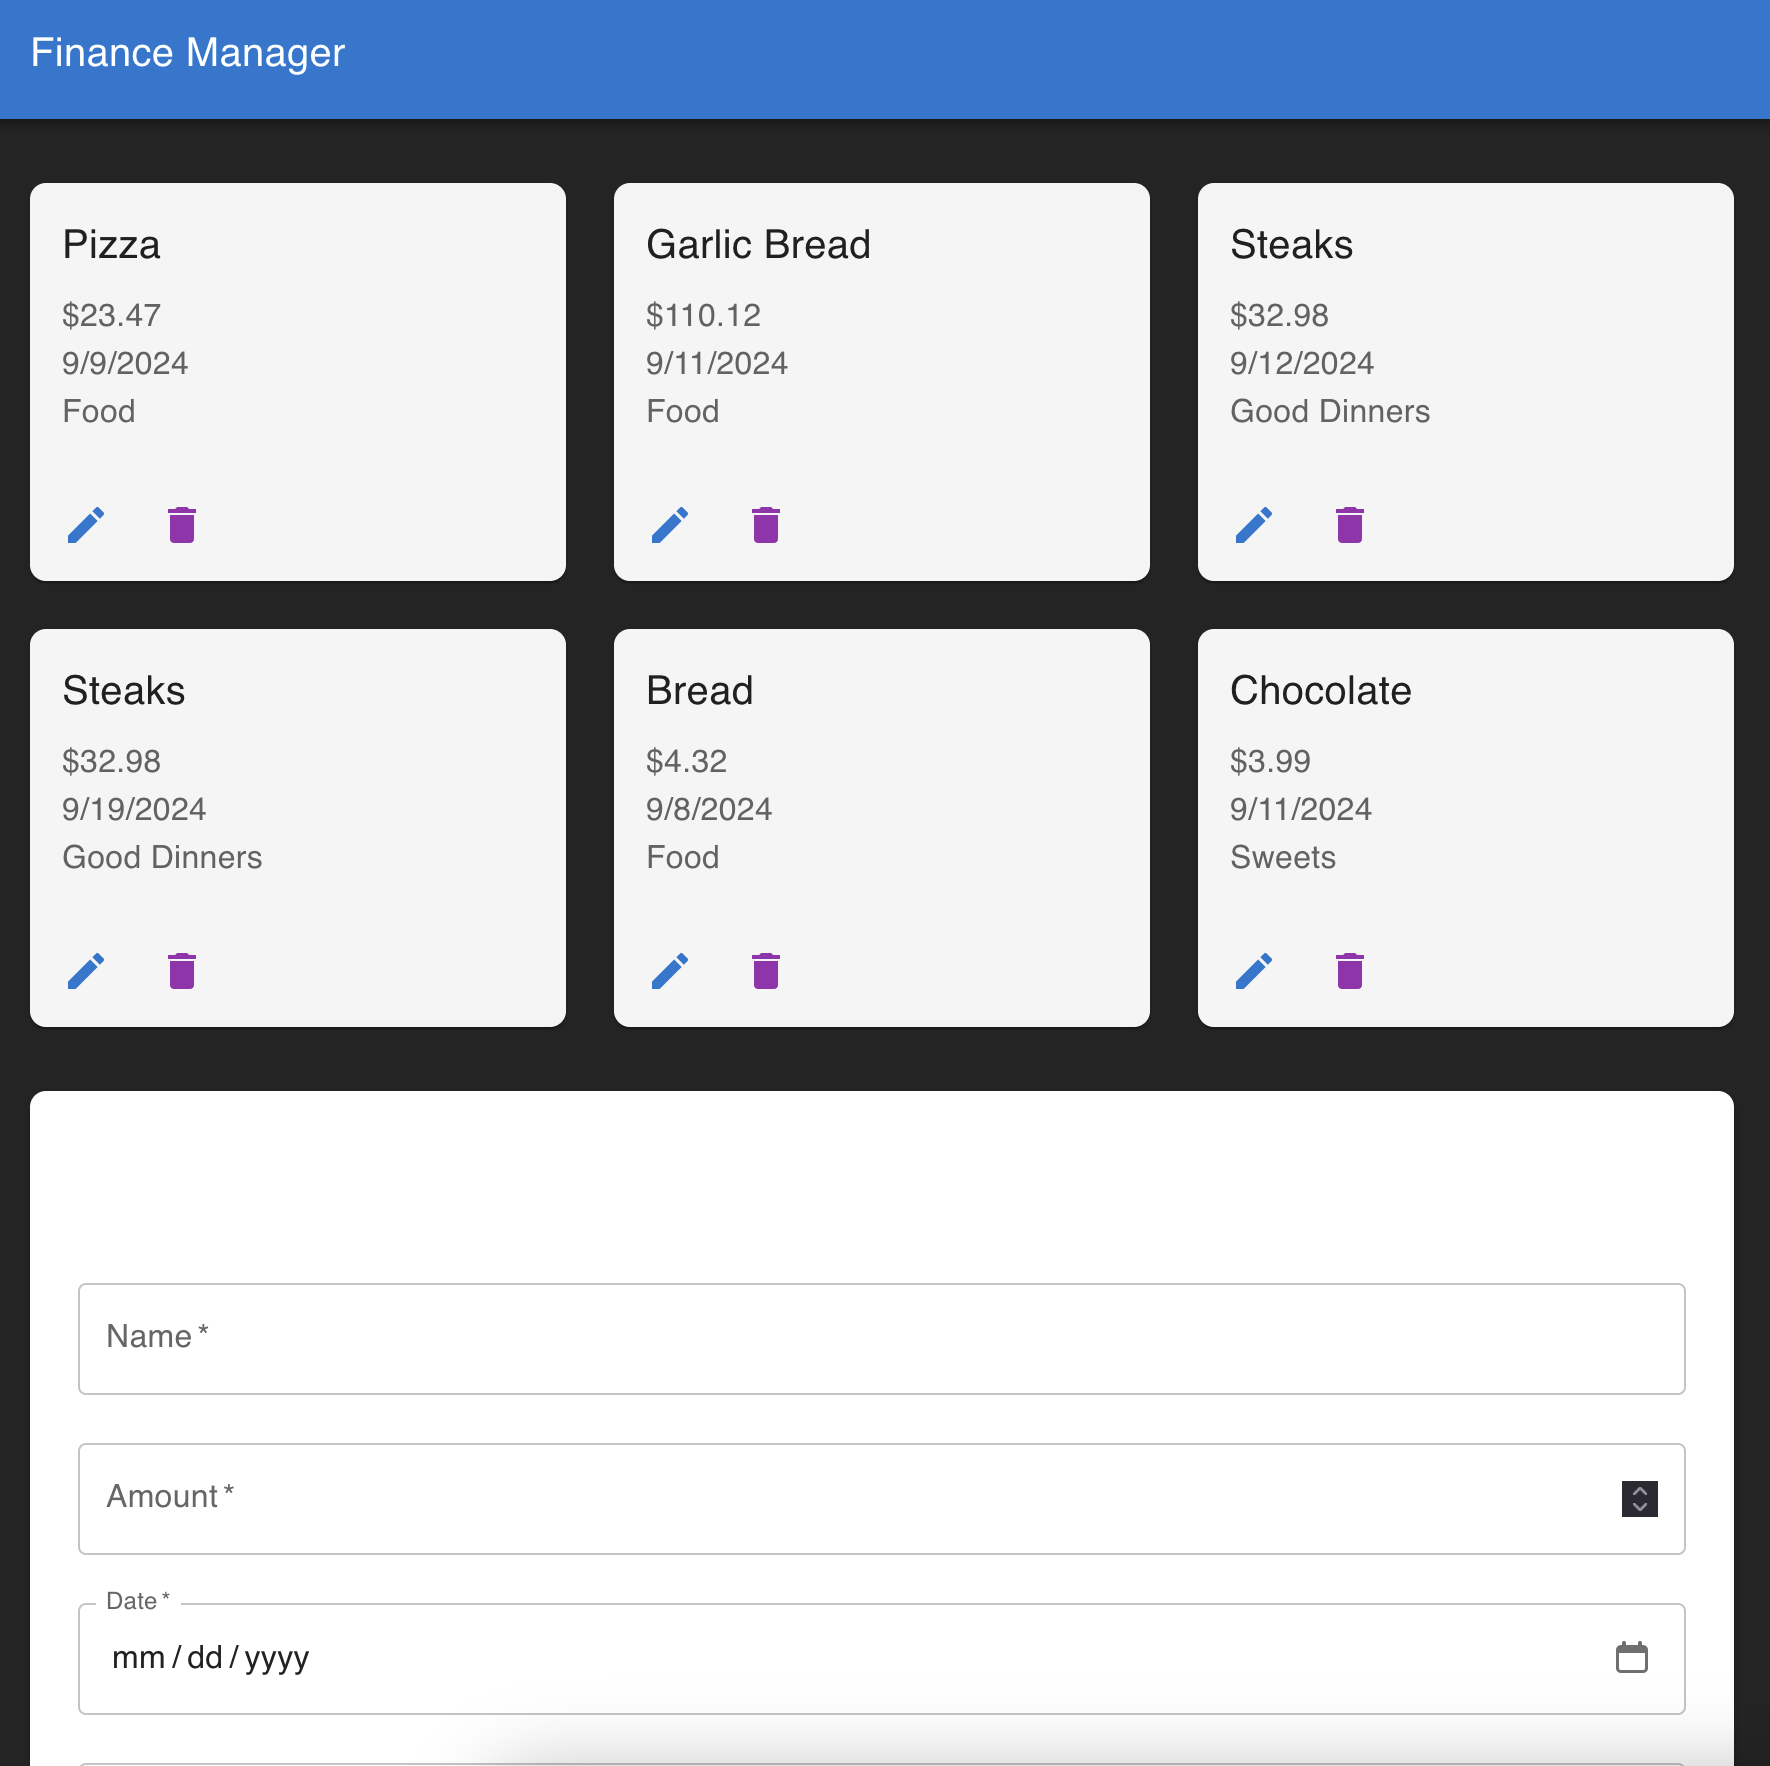 Finance Manager
Pizza
$23.47
9/9/2024
Food
Garlic Bread
$110.12
9/11/2024
Food
Steaks
$32.98
9/12/2024
Good Dinners
Steaks
$32.98
9/19/2024
Good Dinners
Bread
$4.32
9/8/2024
Food
Chocolate
$3.99
9/11/2024
Sweets
Name *
Amount *
Date *
mm / dd / yyyy